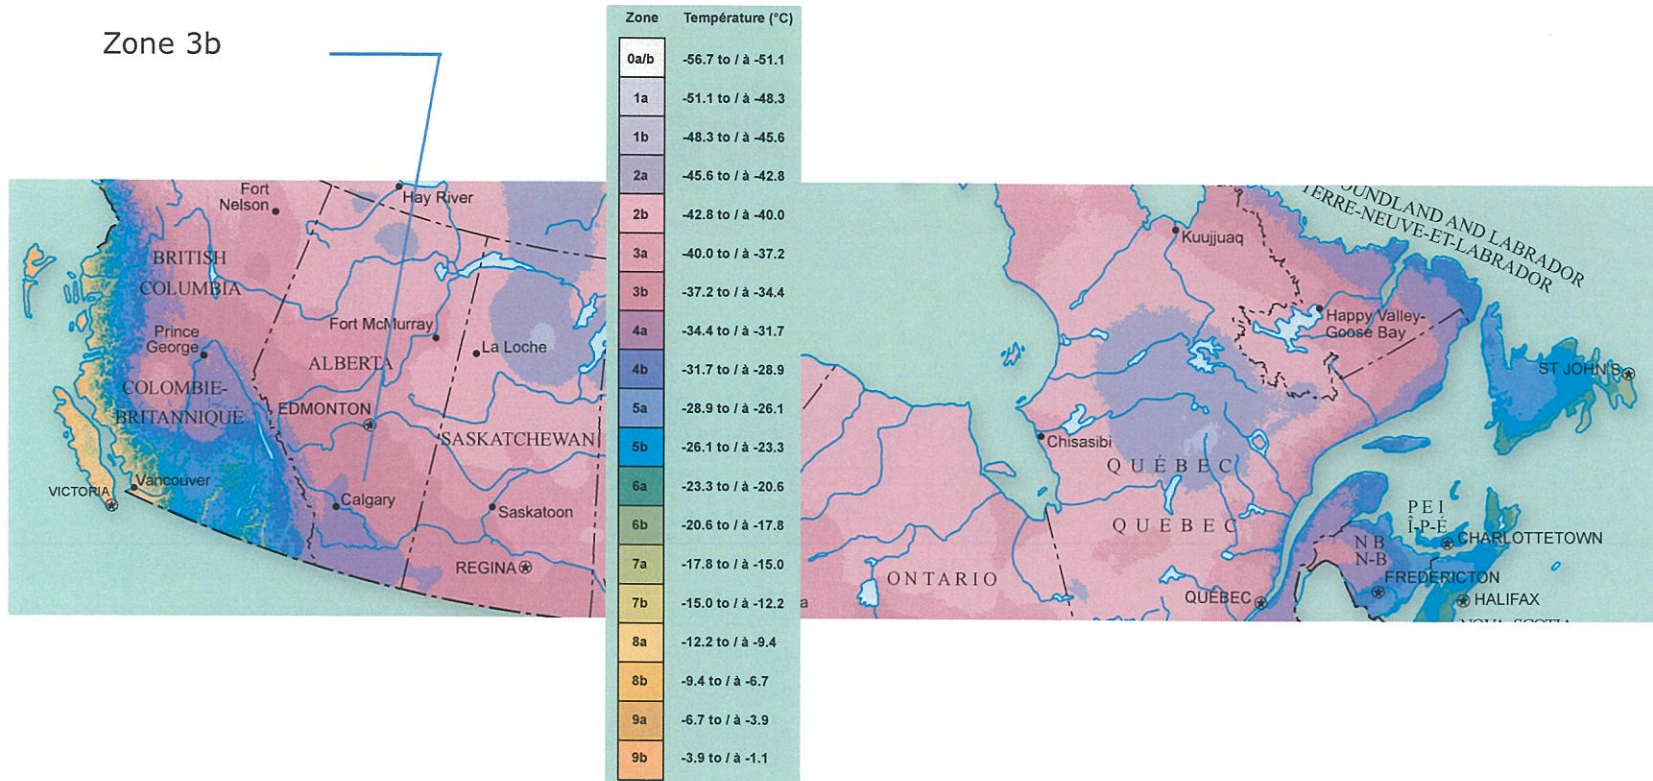 Zone 3b
Zone Température (°C)
0a/b -56.7 to / à -51.1
1a -51.1 to / à -48.3
1b -48.3 to / à -45.6
2a -45.6 to / à -42.8
2b -42.8 to / à -40.0
3a -40.0 to / à -37.2
3b -37.2 to / à -34.4
4a -34.4 to / à -31.7
4b -31.7 to / à -28.9
5a -28.9 to / à -26.1
5b -26.1 to / à -23.3
6a -23.3 to / à -20.6
6b -20.6 to / à -17.8
7a -17.8 to / à -15.0
7b -15.0 to / à -12.2
8a -12.2 to / à -9.4
8b -9.4 to / à -6.7
9a -6.7 to / à -3.9
9b -3.9 to / à -1.1
Fort
Nelson
Hay River
BRITISH
COLUMBIA
Prince
George
Fort McMurray
La Loche
ALBERTA
COLOMBIE-
BRITANNIQUE
EDMONTON
SASKATCHEWAN
VICTORIA
Vancouver
Calgary
Saskatoon
REGINA
OUNDLAND AND LABRADOR
TERRE-NEUVE-ET-LABRADOR
Kuujjuaq
Happy Valley-
Goose Bay
ST JOHN'S
Chisasibi
QUÉBEC
QUEBEC
PEI
Î-P-É
NB
N-B
CHARLOTTETOWN
FREDERICTON
ONTARIO
QUÉBEC
HALIFAX
a